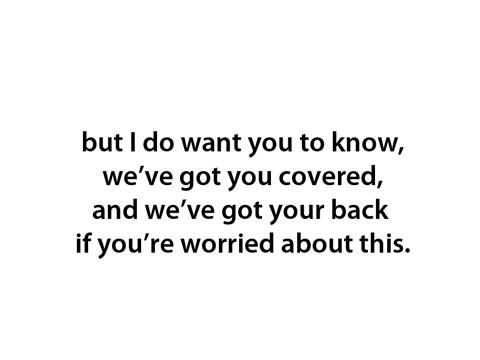 but I do want you to know,
we’ve got you covered,
and we’ve got your back
if you’re worried about this.